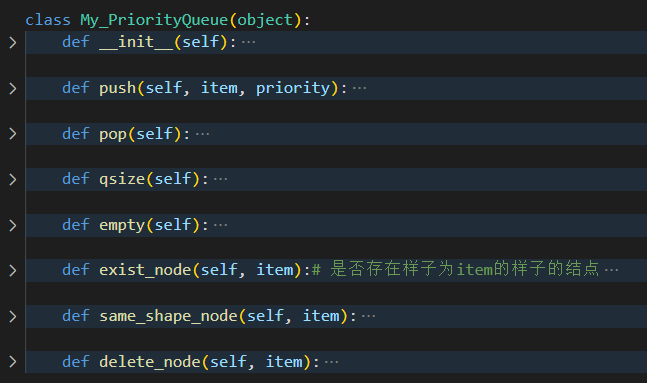 class My_PriorityQueue(object):
def __init__(self):···
def push(self, item, priority):···
def pop(self):···
def qsize(self):···
def empty(self):···
def exist_node(self, item):# 是否存在样子为item的样子的结点···
def same_shape_node(self, item):···
def delete_node(self, item):···